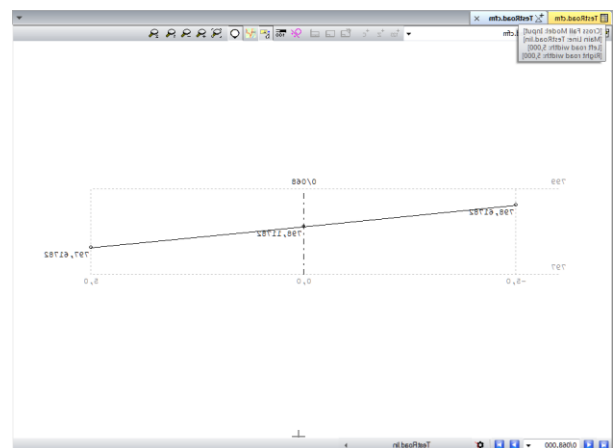 TestRoad.cfm TestRoad.cfm
[Cross Fall Model: Input]
[Main Line: TestRoad.lin]
[Left road width: 5,000]
[Right road width: 5,000]
799 0/068
798,61782
798,11782
797,61782
797
-5,0 0,0 5,0
0/068,000 TestRoad.lin